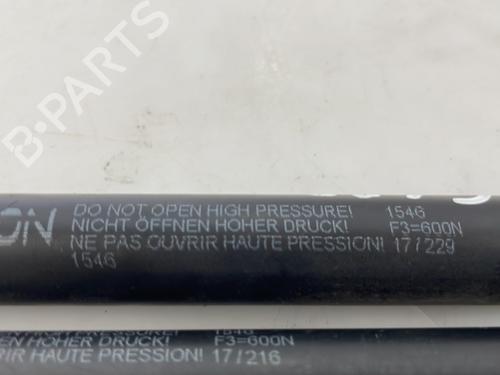 B-PARTS
DO NOT OPEN HIGH PRESSURE! 1546
NICHT ÖFFNEN HOHER DRUCK! F3=600N
NE PAS OUVRIR HAUTE PRESSION! 17/229
1546
1546
HOHER DRUCK! F3=600N
HAUTE PRESSION! 17/216